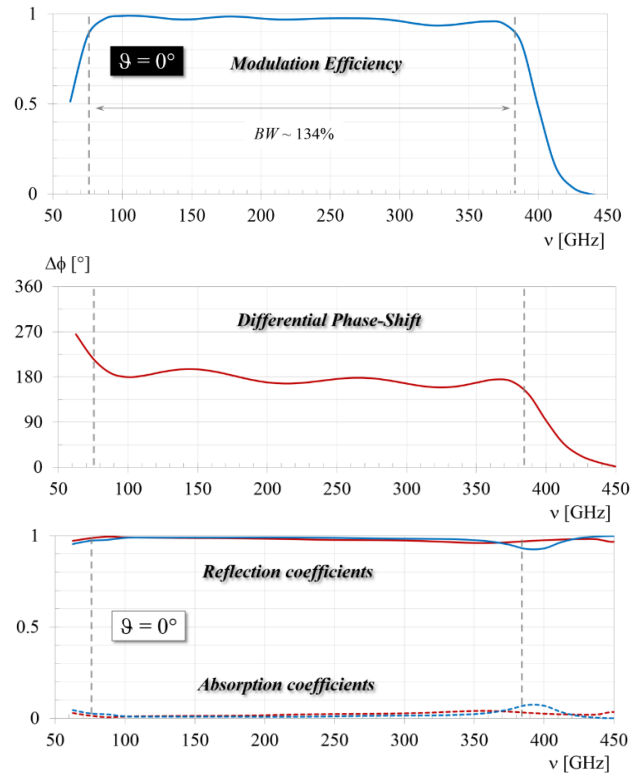 1
ϑ = 0°
Modulation Efficiency
0.5
BW ~ 134%
0
50 100 150 200 250 300 350 400 450
ν [GHz]
Δϕ [°]
360
Differential Phase-Shift
270
180
90
0
50 100 150 200 250 300 350 400 450
ν [GHz]
1
Reflection coefficients
0.5
ϑ = 0°
Absorption coefficients
0
50 100 150 200 250 300 350 400 450
ν [GHz]